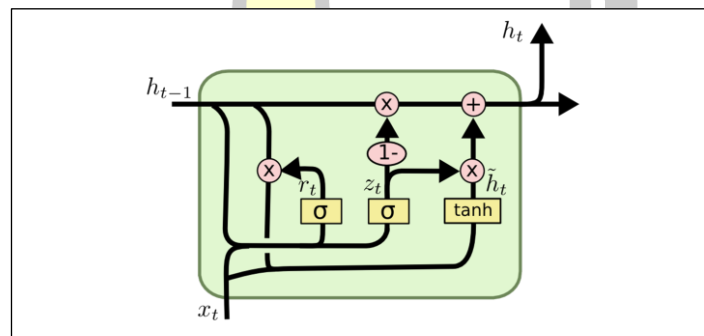 h_t
h_{t-1}
x +
1-
x r_t z_t x h̃_t
σ σ tanh
x_t